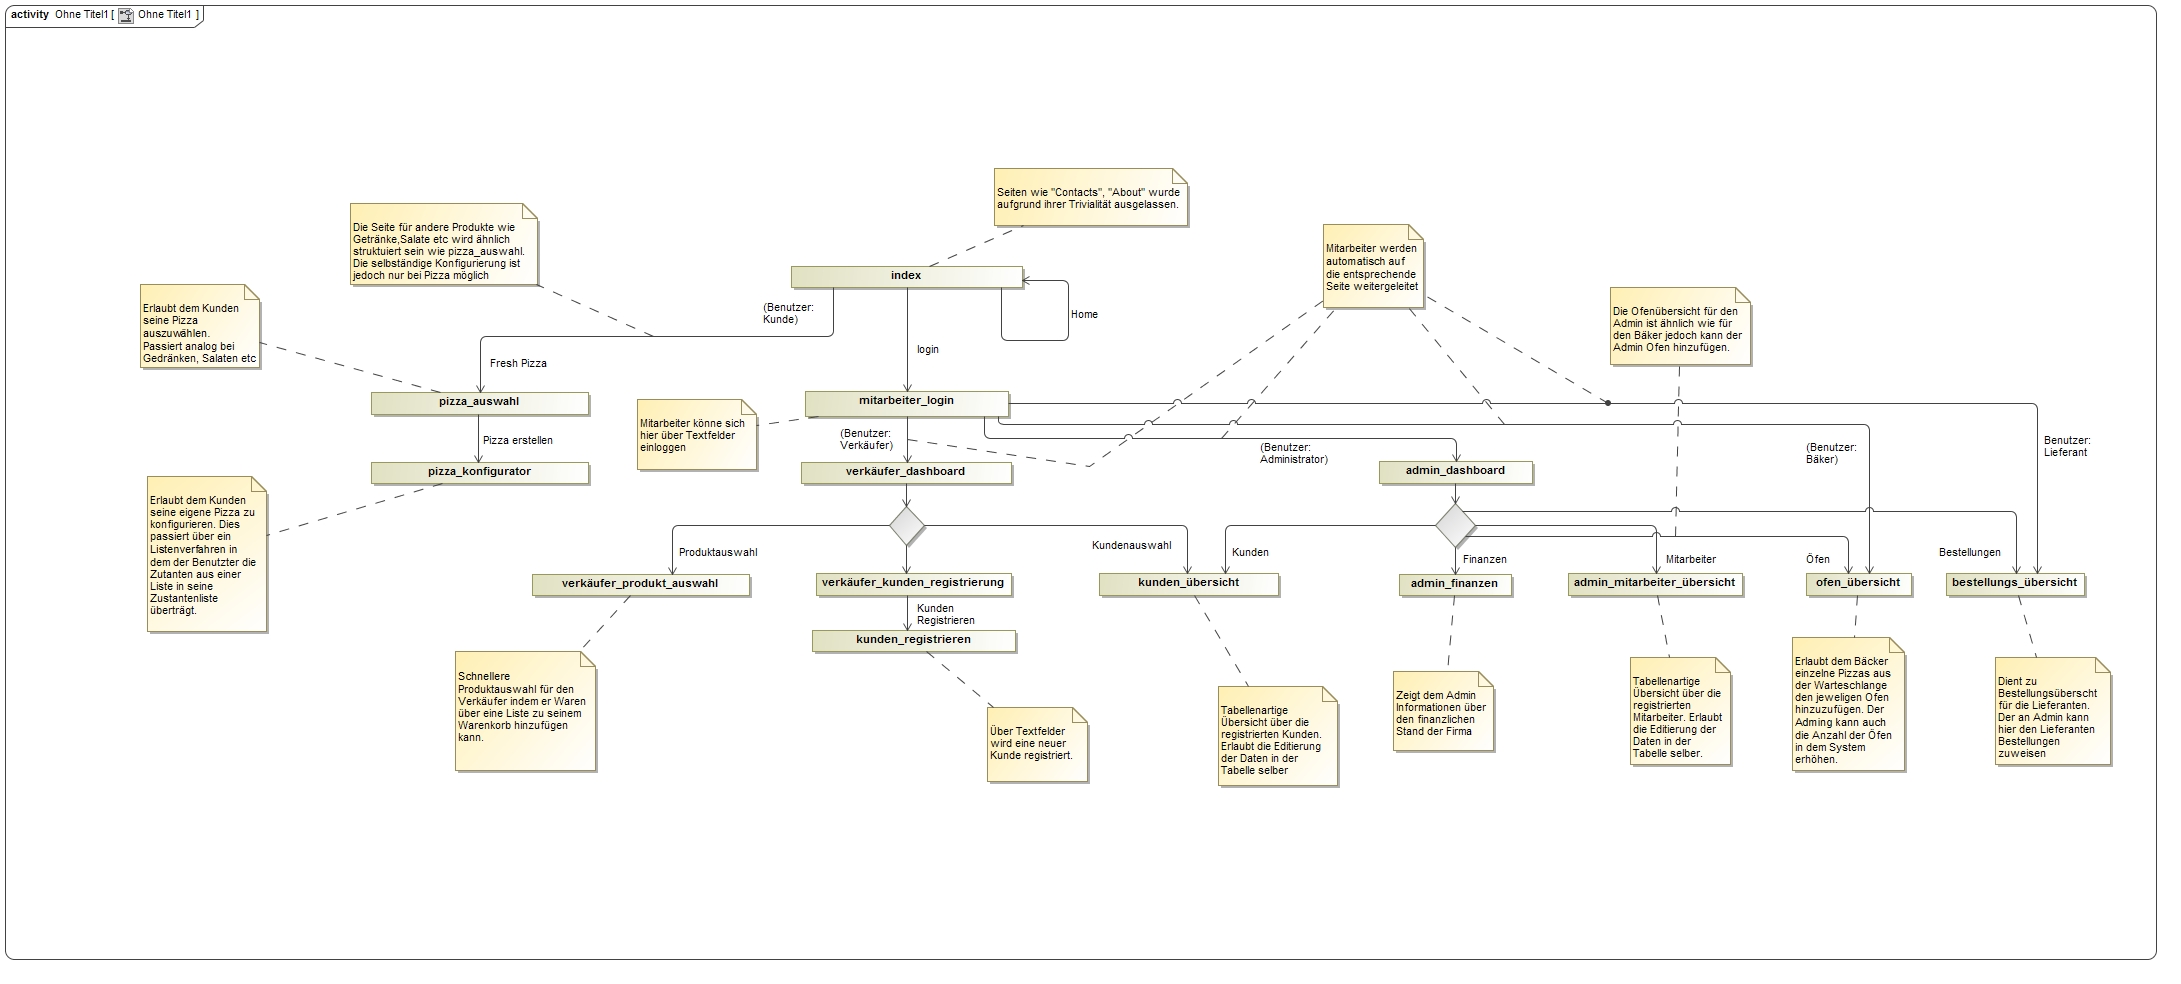 activity Ohne Titel1 [ Ohne Titel1 ]
Seiten wie "Contacts", "About" wurde
aufgrund ihrer Trivialität ausgelassen.
Die Seite für andere Produkte wie
Getränke,Salate etc wird ähnlich
struktuiert sein wie pizza_auswahl.
Die selbständige Konfigurierung ist
jedoch nur bei Pizza möglich
Mitarbeiter werden
automatisch auf
die entsprechende
Seite weitergeleitet
index
Erlaubt dem Kunden
seine Pizza
auszuwählen.
Passiert analog bei
Gedränken, Salaten etc
Die Ofenübersicht für den
Admin ist ähnlich wie für
den Bäker jedoch kann der
Admin Ofen hinzufügen.
(Benutzer:
Kunde)
Home
login
Fresh Pizza
pizza_auswahl
mitarbeiter_login
Mitarbeiter könne sich
hier über Textfelder
einloggen
Pizza erstellen
(Benutzer:
Verkäufer)
(Benutzer:
Administrator)
(Benutzer:
Bäker)
Benutzer:
Lieferant
pizza_konfigurator
verkäufer_dashboard
admin_dashboard
Erlaubt dem Kunden
seine eigene Pizza zu
konfigurieren. Dies
passiert über ein
Listenverfahren in
dem der Benutzter die
Zutanten aus einer
Liste in seine
Zustantenliste
überträgt.
Produktauswahl
Kundenauswahl
Kunden
Finanzen
Mitarbeiter
Öfen
Bestellungen
verkäufer_produkt_auswahl
verkäufer_kunden_registrierung
kunden_übersicht
admin_finanzen
admin_mitarbeiter_übersicht
ofen_übersicht
bestellungs_übersicht
Kunden
Registrieren
kunden_registrieren
Schnellere
Produktauswahl für den
Verkäufer indem er Waren
über eine Liste zu seinem
Warenkorb hinzufügen
kann.
Über Textfelder
wird eine neuer
Kunde registriert.
Tabellenartige
Übersicht über die
registrierten Kunden.
Erlaubt die Editierung
der Daten in der
Tabelle selber
Zeigt dem Admin
Informationen über
den finanzlichen
Stand der Firma
Tabellenartige
Übersicht über die
registrierten
Mitarbeiter. Erlaubt
die Editierung der
Daten in der
Tabelle selber.
Erlaubt dem Bäcker
einzelne Pizzas aus
der Warteschlange
den jeweligen Ofen
hinzuzufügen. Der
Adming kann auch
die Anzahl der Öfen
in dem System
erhöhen.
Dient zu
Bestellungsüberscht
für die Lieferanten.
Der an Admin kann
hier den Lieferanten
Bestellungen
zuweisen